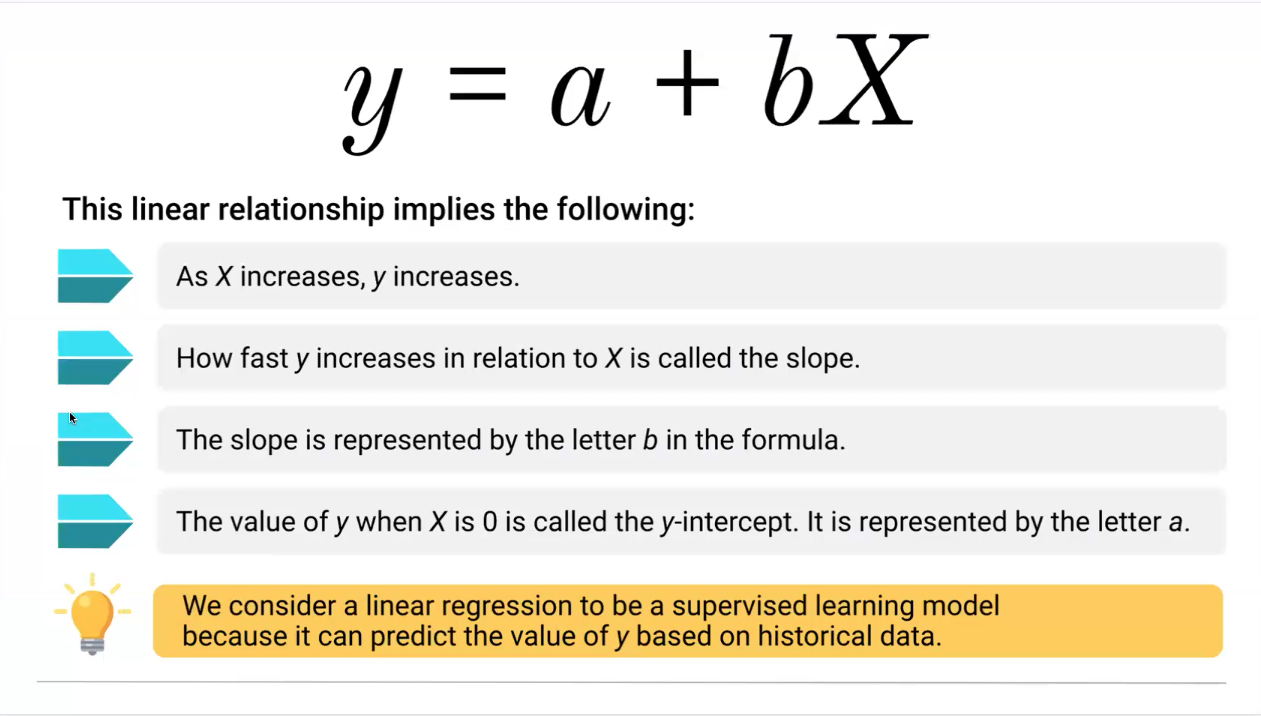 y = a + bX
This linear relationship implies the following:
As X increases, y increases.
How fast y increases in relation to X is called the slope.
The slope is represented by the letter b in the formula.
The value of y when X is 0 is called the y-intercept. It is represented by the letter a.
We consider a linear regression to be a supervised learning model
because it can predict the value of y based on historical data.